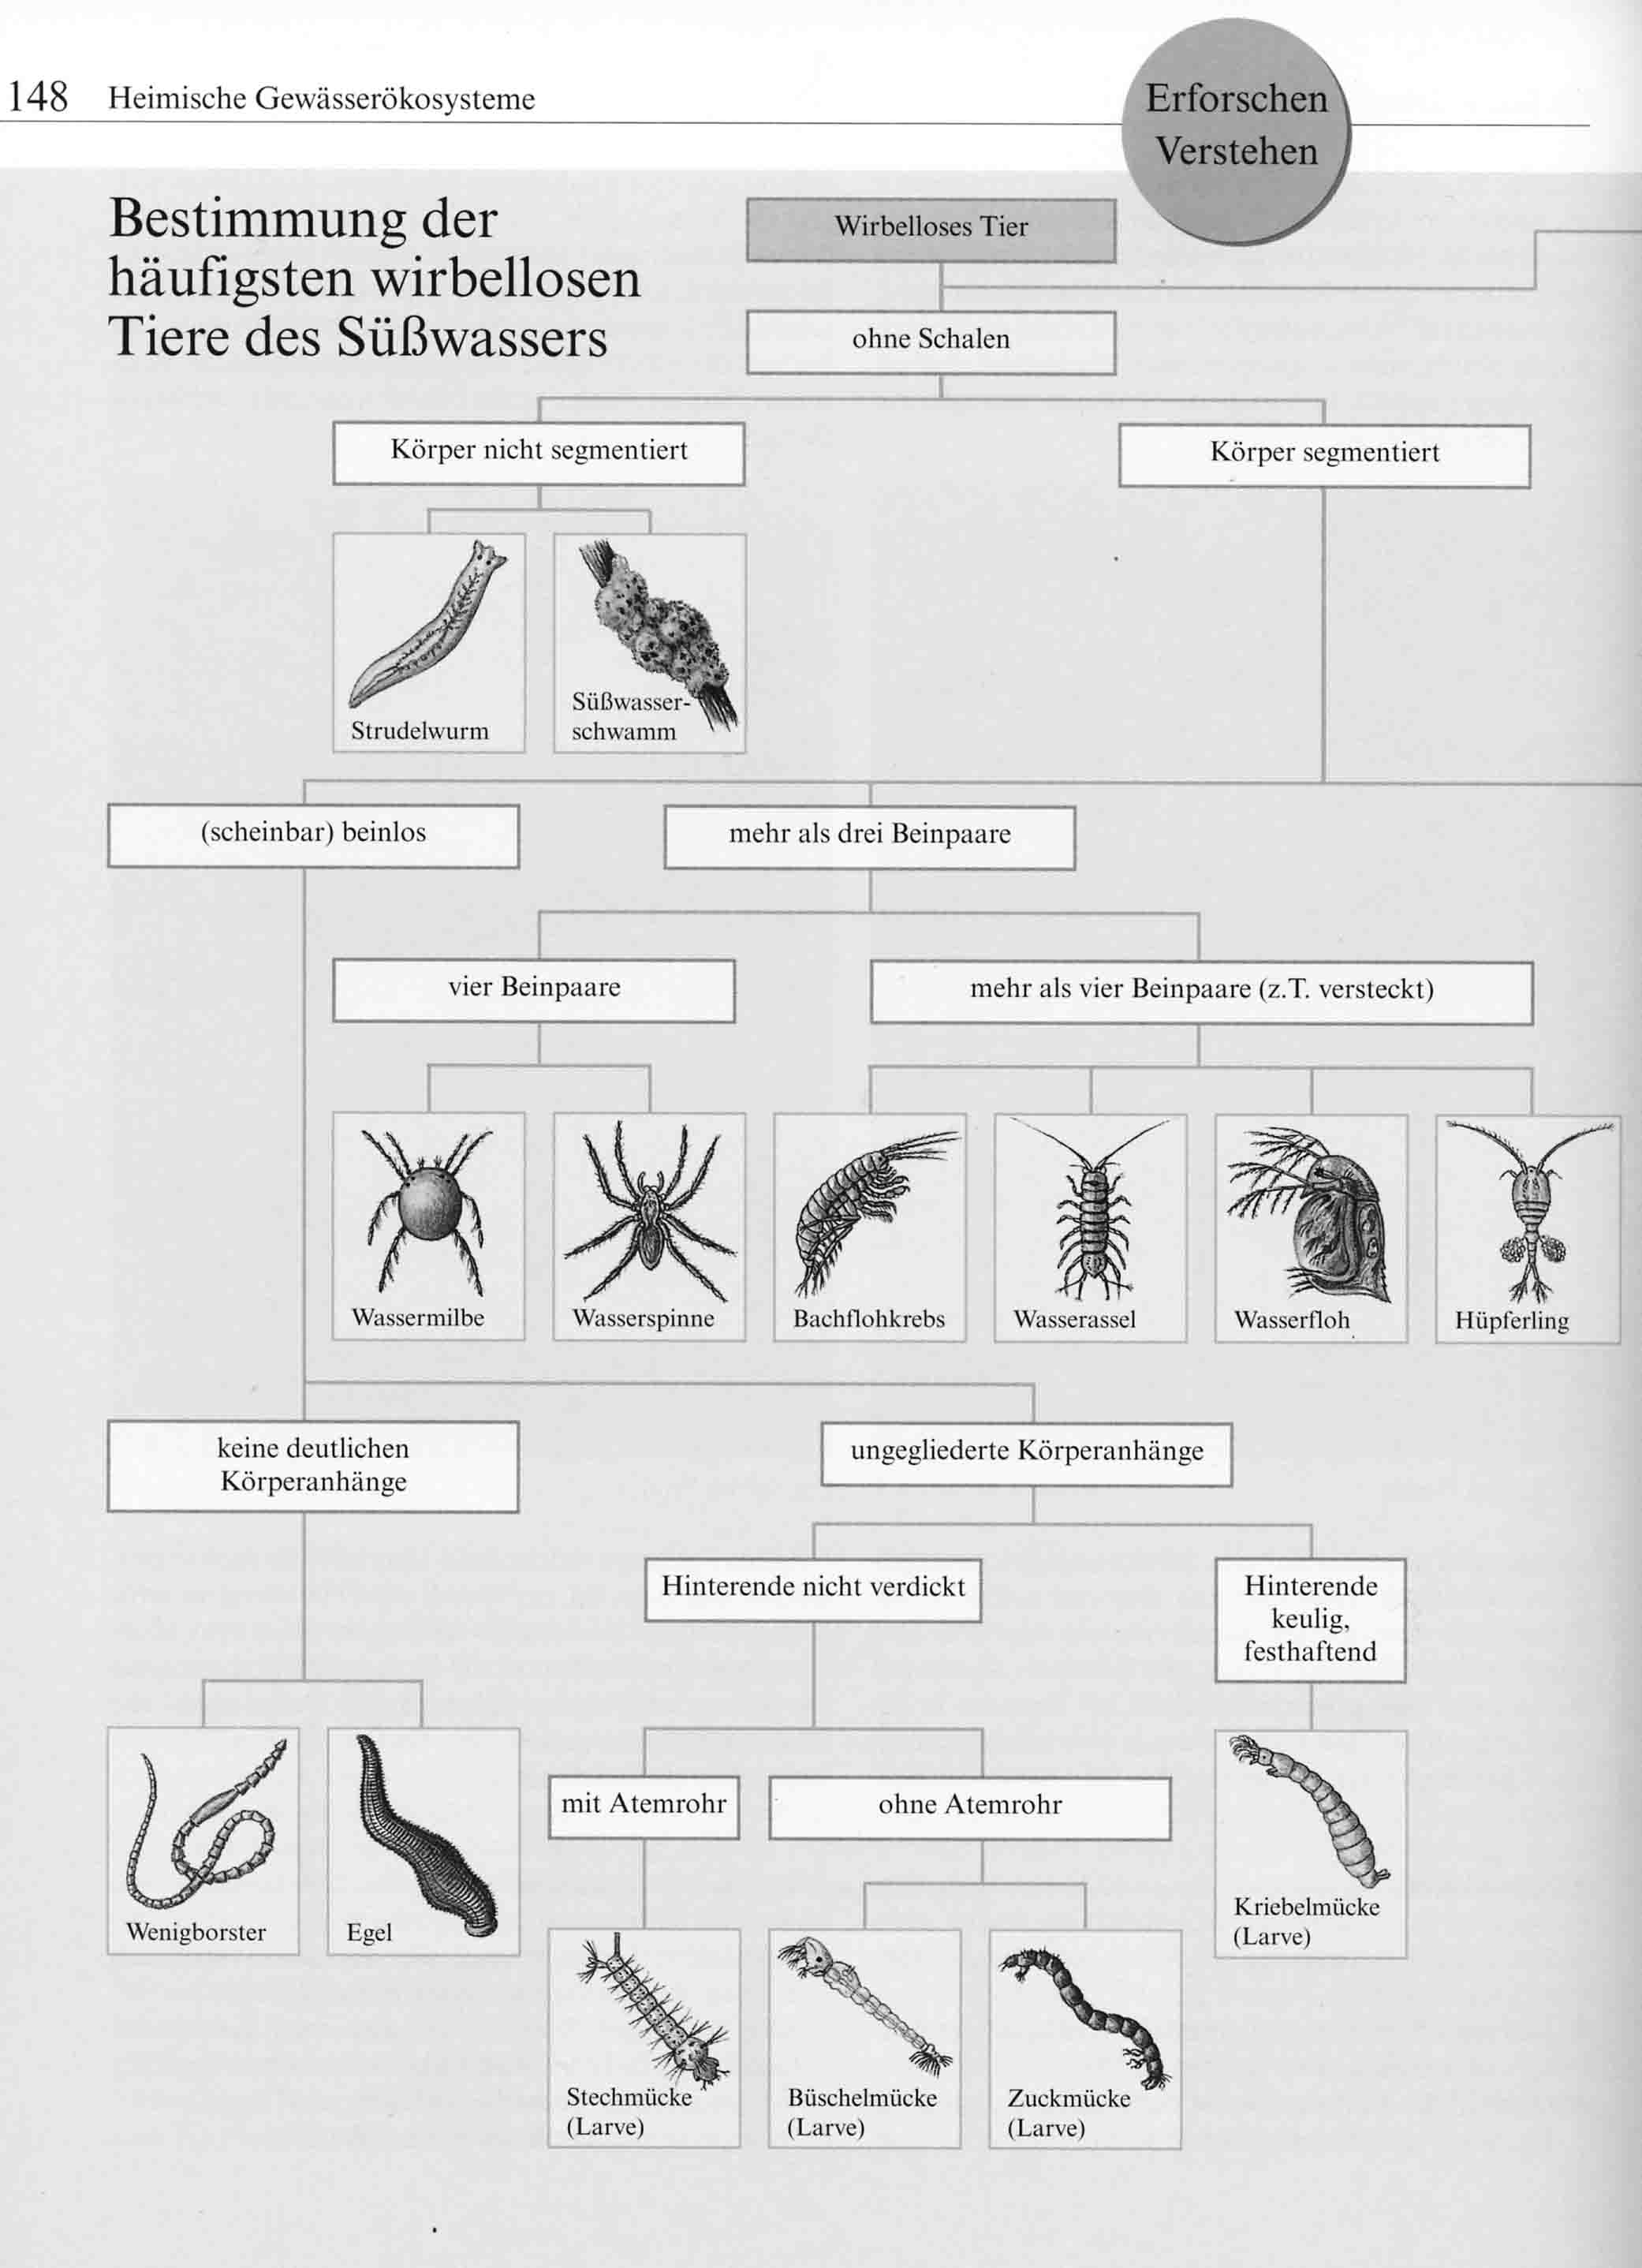 148 Heimische Gewässerökosysteme
Erforschen
Verstehen
Bestimmung der
häufigsten wirbellosen
Tiere des Süßwassers
Wirbelloses Tier
ohne Schalen
Körper nicht segmentiert
Körper segmentiert
Strudelwurm
Süßwasser-
schwamm
(scheinbar) beinlos
mehr als drei Beinpaare
vier Beinpaare
mehr als vier Beinpaare (z.T. versteckt)
Wassermilbe
Wasserspinne
Bachflohkrebs
Wasserassel
Wasserfloh
Hüpferling
keine deutlichen
Körperanhänge
ungegliederte Körperanhänge
Hinterende nicht verdickt
Hinterende
keulig,
festhaftend
mit Atemrohr
ohne Atemrohr
Wenigborster
Egel
Kriebelmücke
(Larve)
Stechmücke
(Larve)
Büschelmücke
(Larve)
Zuckmücke
(Larve)